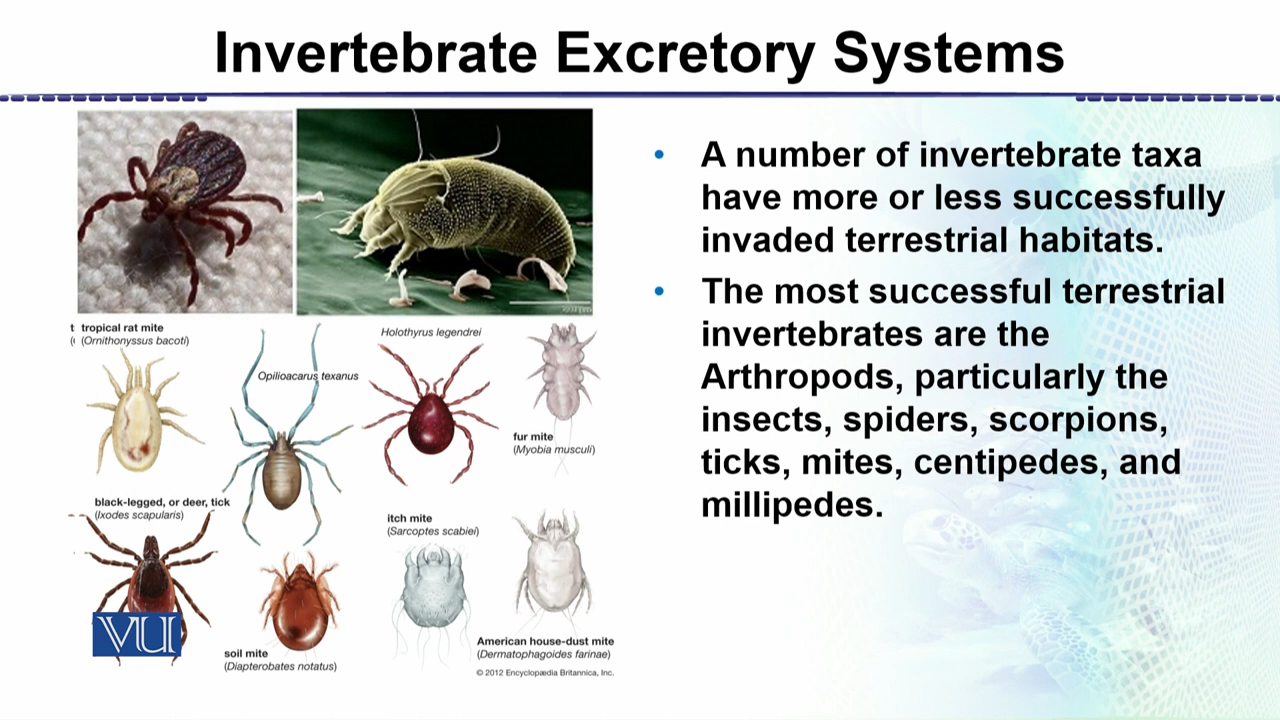 Invertebrate Excretory Systems
• A number of invertebrate taxa
have more or less successfully
invaded terrestrial habitats.
• The most successful terrestrial
invertebrates are the
Arthropods, particularly the
insects, spiders, scorpions,
ticks, mites, centipedes, and
millipedes.
t tropical rat mite
( (Ornithonyssus bacoti)
Opilioacarus texanus
Holothyrus legendrei
fur mite
(Myobia musculi)
black-legged, or deer, tick
(Ixodes scapularis)
itch mite
(Sarcoptes scabiei)
soil mite
(Diapterobates notatus)
American house-dust mite
(Dermatophagoides farinae)
© 2012 Encyclopædia Britannica, Inc.
VU